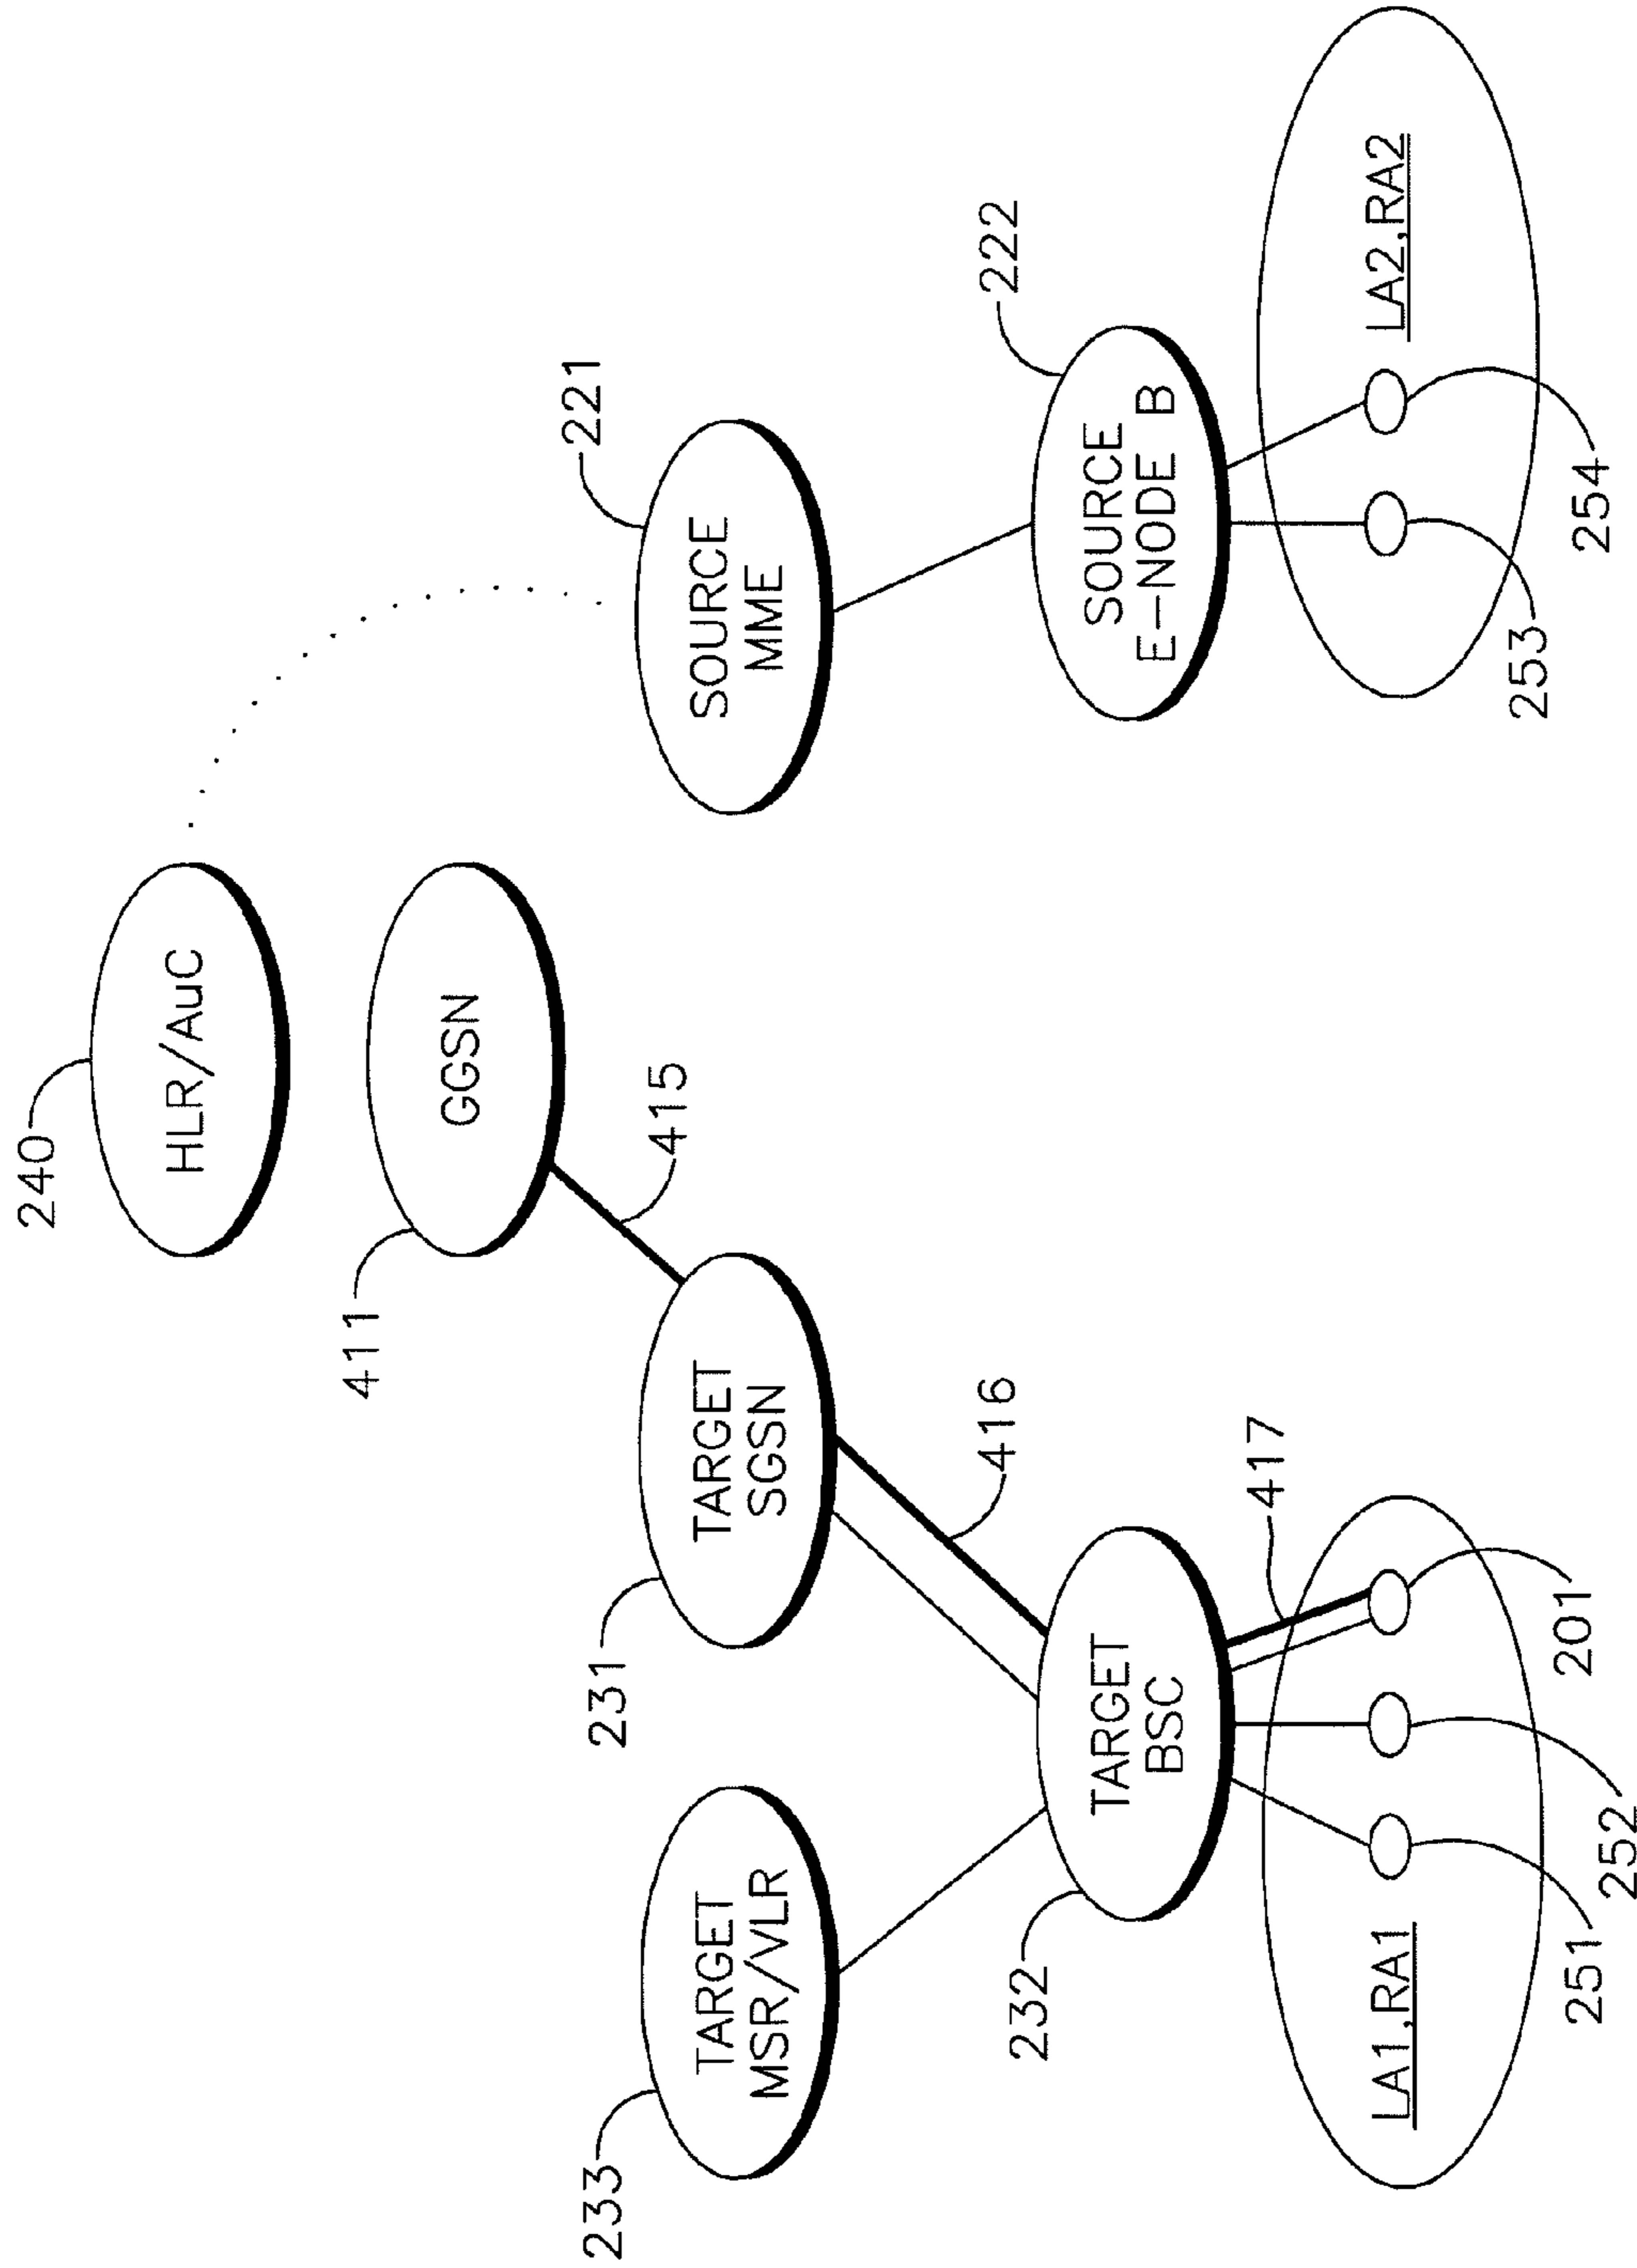 240
HLR/AuC
411
GGSN
415
233
TARGET
MSR/VLR
231
TARGET
SGSN
SOURCE
MME
221
416
232
TARGET
BSC
SOURCE
E-NODE B
222
417
LA1,RA1
LA2,RA2
251
252
201
253
254